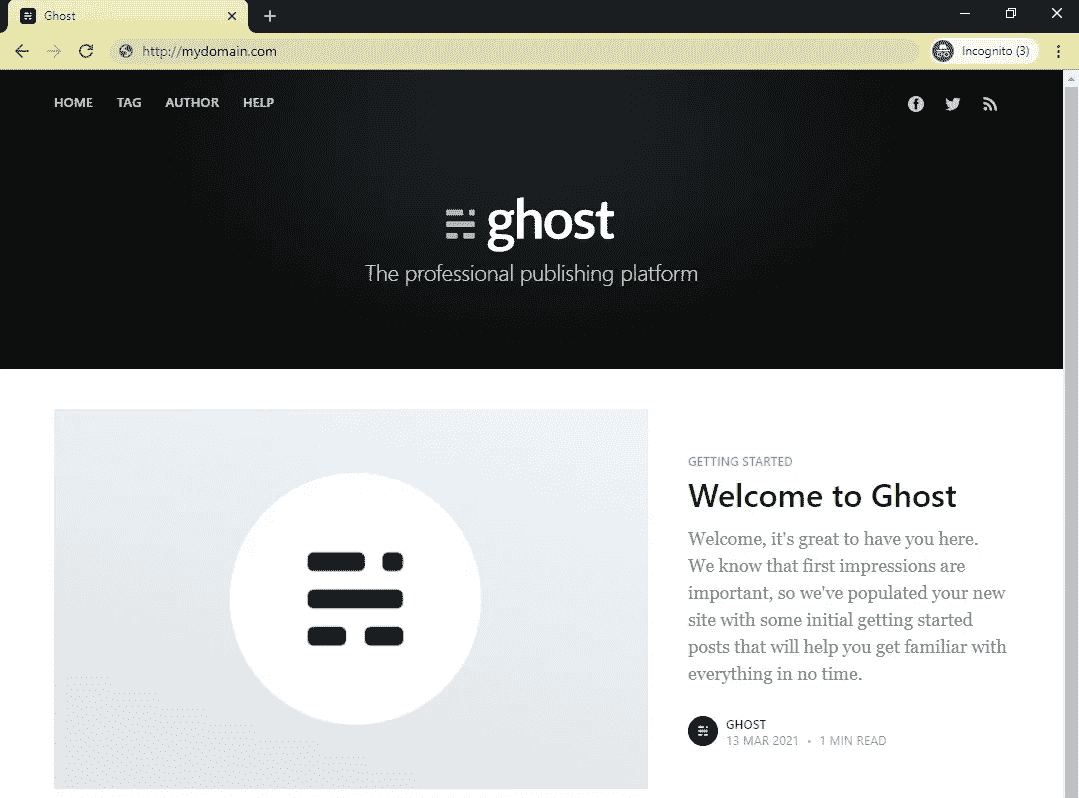 Ghost
http://mydomain.com
Incognito (3)
HOME TAG AUTHOR HELP
ghost
The professional publishing platform
GETTING STARTED
Welcome to Ghost
Welcome, it's great to have you here.
We know that first impressions are
important, so we've populated your new
site with some initial getting started
posts that will help you get familiar with
everything in no time.
GHOST
13 MAR 2021 • 1 MIN READ